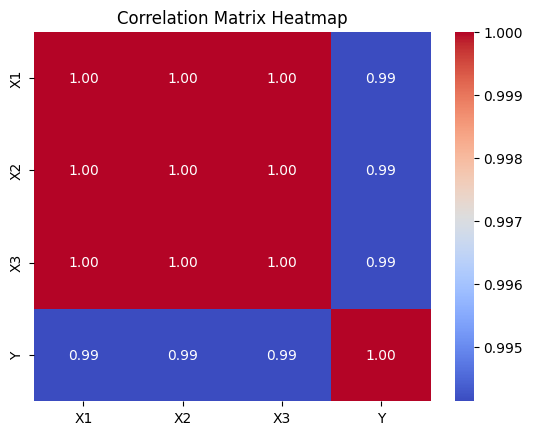 Correlation Matrix Heatmap
X1 1.00 1.00 1.00 0.99
X2 1.00 1.00 1.00 0.99
X3 1.00 1.00 1.00 0.99
Y 0.99 0.99 0.99 1.00
X1 X2 X3 Y
1.000
0.999
0.998
0.997
0.996
0.995